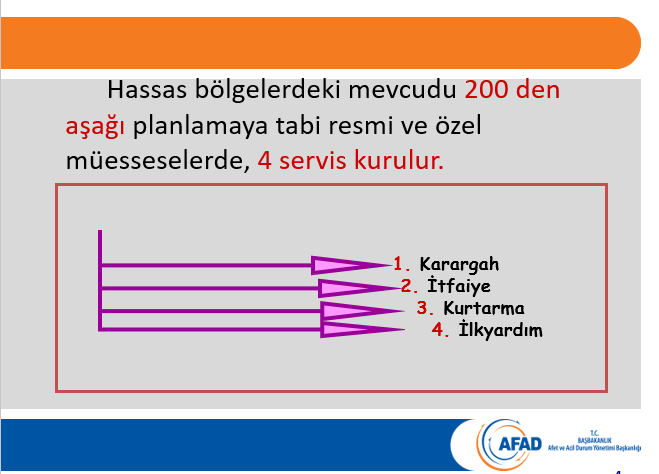 Hassas bölgelerdeki mevcudu 200 den
aşağı planlamaya tabi resmi ve özel
müesseselerde, 4 servis kurulur.
1. Karargah
2. İtfaiye
3. Kurtarma
4. İlkyardım
AFAD
T.C.
BAŞBAKANLIK
Afet ve Acil Durum Yönetimi Başkanlığı